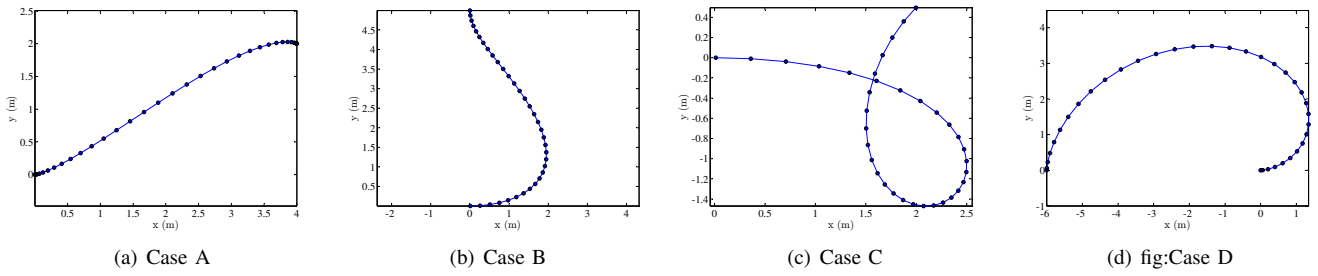 2.5
2
1.5
1
0.5
0
0.5 1 1.5 2 2.5 3 3.5 4
x (m)
y (m)
(a) Case A
4.5
4
3.5
3
2.5
2
1.5
1
0.5
-2 -1 0 1 2 3 4
x (m)
y (m)
(b) Case B
0.4
0.2
0
-0.2
-0.4
-0.6
-0.8
-1
-1.2
-1.4
0 0.5 1 1.5 2 2.5
x (m)
y (m)
(c) Case C
4
3
2
1
0
-1
-6 -5 -4 -3 -2 -1 0 1
x (m)
y (m)
(d) fig:Case D